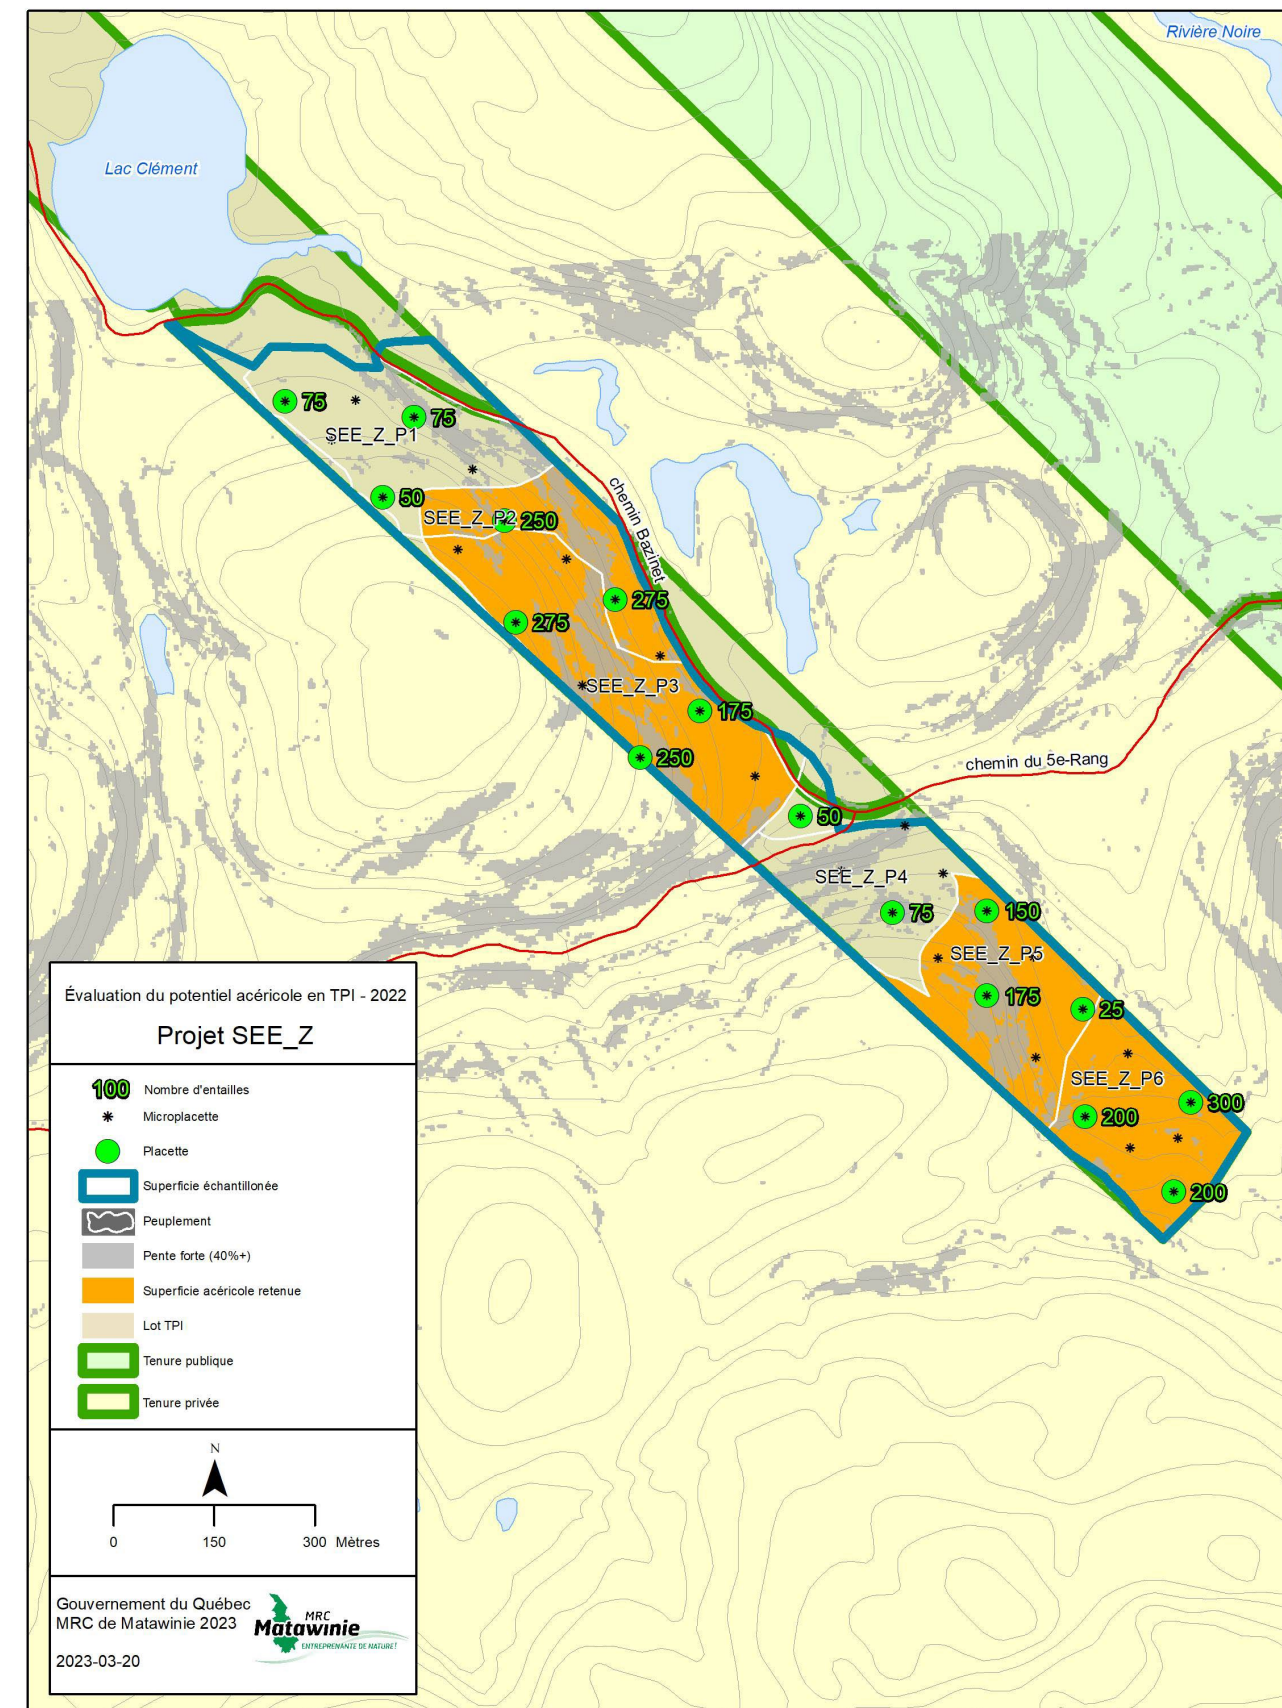 Rivière Noire
Lac Clément
75
75
SEE_Z_P1
50
chemin Bazinet
SEE_Z_P2
250
275
275
SEE_Z_P3
175
250
chemin du 5e-Rang
50
SEE_Z_P4
75
150
SEE_Z_P5
175
25
SEE_Z_P6
300
200
200
Évaluation du potentiel acéricole en TPI - 2022
Projet SEE_Z
100 Nombre d'entailles
Microplacette
Placette
Superficie échantillonée
Peuplement
Pente forte (40%+)
Superficie acéricole retenue
Lot TPI
Tenure publique
Tenure privée
N
0 150 300 Mètres
Gouvernement du Québec
MRC de Matawinie 2023
2023-03-20
MRC
Matawinie
ENTREPRENANTE DE NATURE!